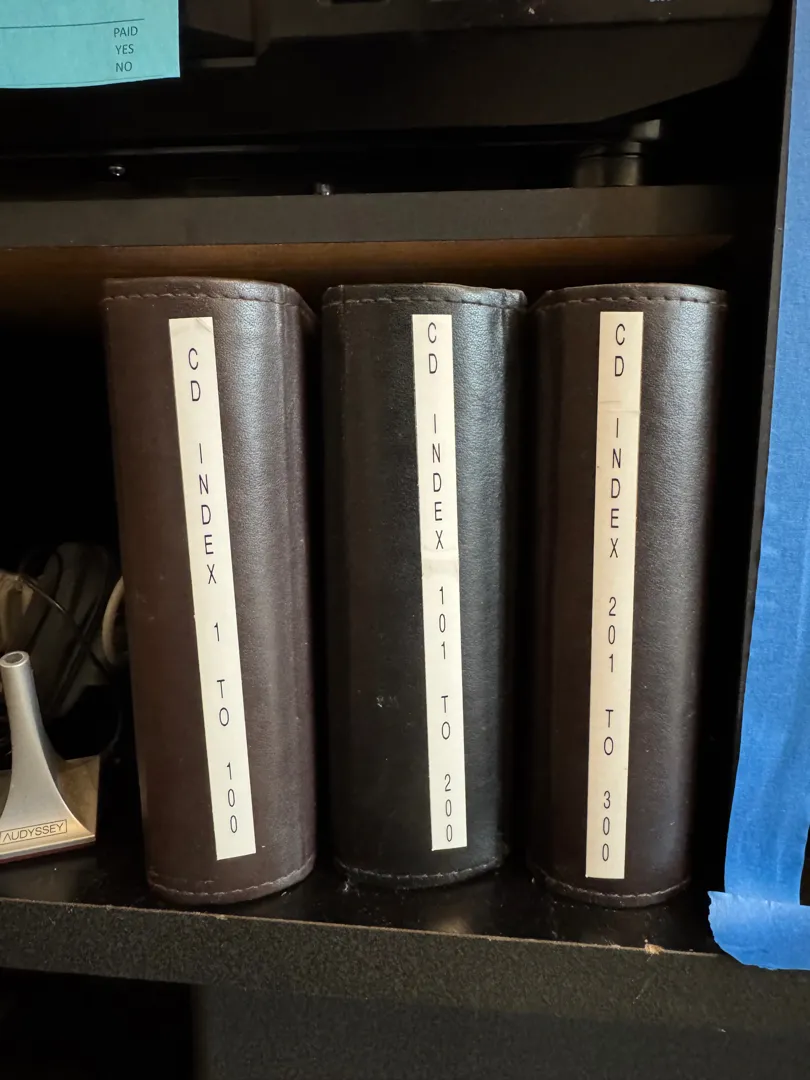 PAID
YES
NO
CD INDEX 1 TO 100
CD INDEX 101 TO 200
CD INDEX 201 TO 300
AUDYSSEY